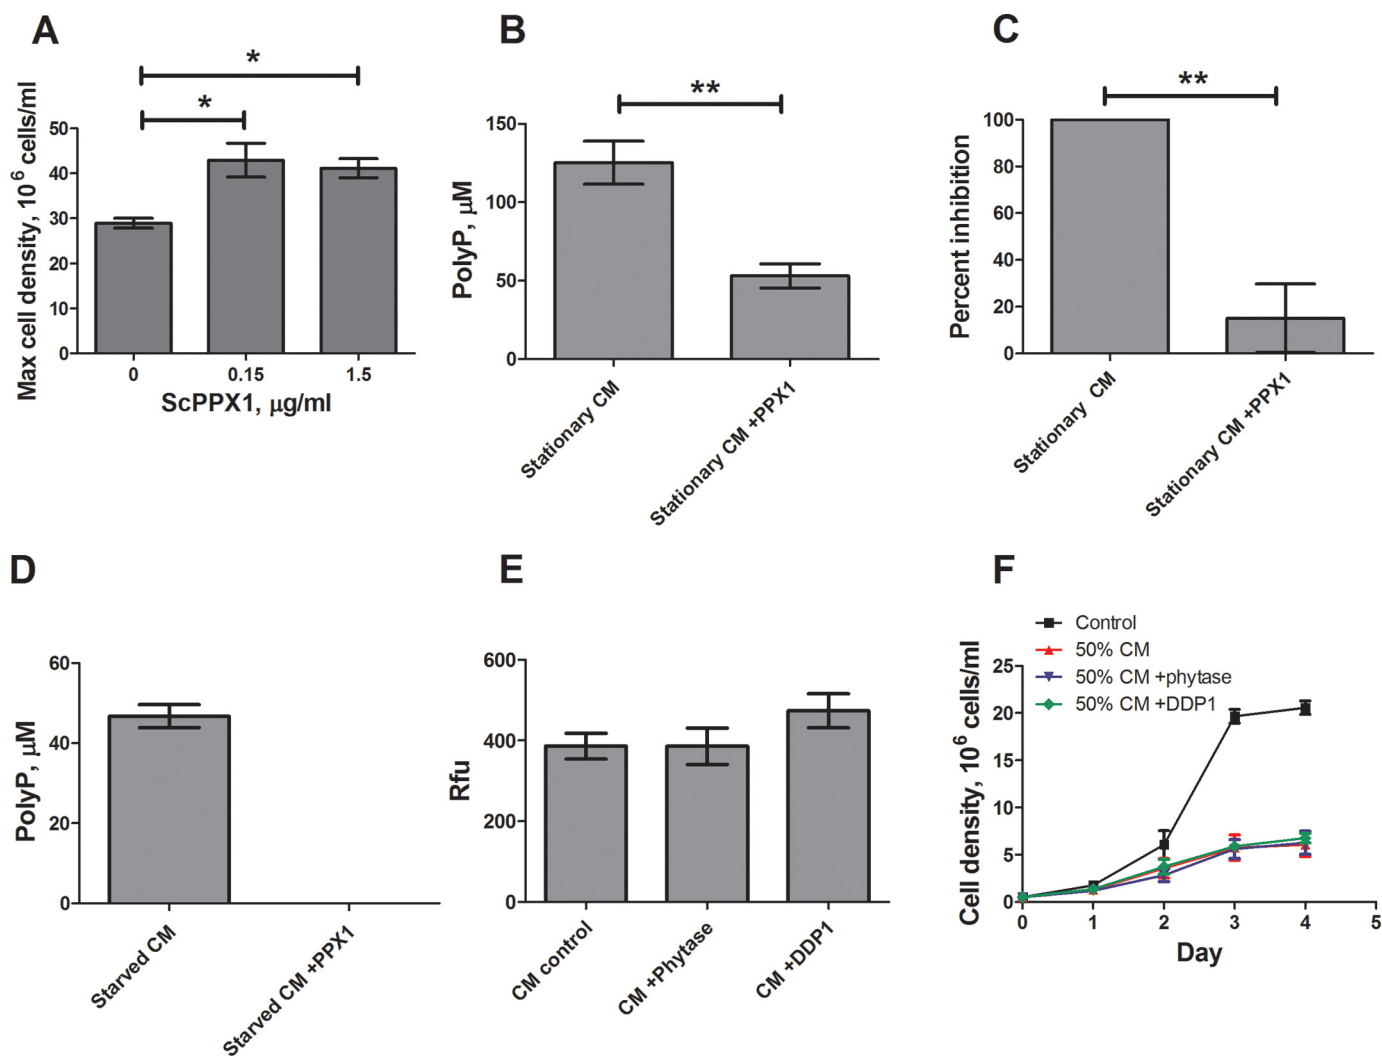 A
*
*
Max cell density, 10⁶ cells/ml
50
40
30
20
10
0
0 0.15 1.5
ScPPX1, µg/ml
B
**
PolyP, µM
150
100
50
0
Stationary CM
Stationary CM +PPX1
C
**
Percent inhibition
100
80
60
40
20
0
Stationary CM
Stationary CM +PPX1
D
PolyP, µM
60
40
20
0
Starved CM
Starved CM +PPX1
E
Rfu
600
400
200
0
CM control
CM +Phytase
CM +DDP1
F
Control
50% CM
50% CM +phytase
50% CM +DDP1
Cell density, 10⁶ cells/ml
25
20
15
10
5
0
0 1 2 3 4 5
Day